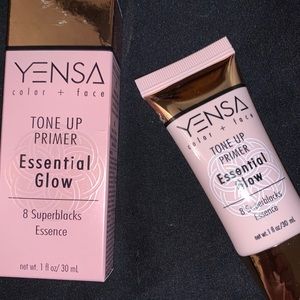 YENSA
color + face
TONE UP
PRIMER
Essential
Glow
8 Superblacks
Essence
net wt. 1 fl oz/ 30 mL
YENSA
color + face
TONE UP
PRIMER
Essential
Glow
8 Superblacks
Essence
net wt. 1 fl oz/30 mL